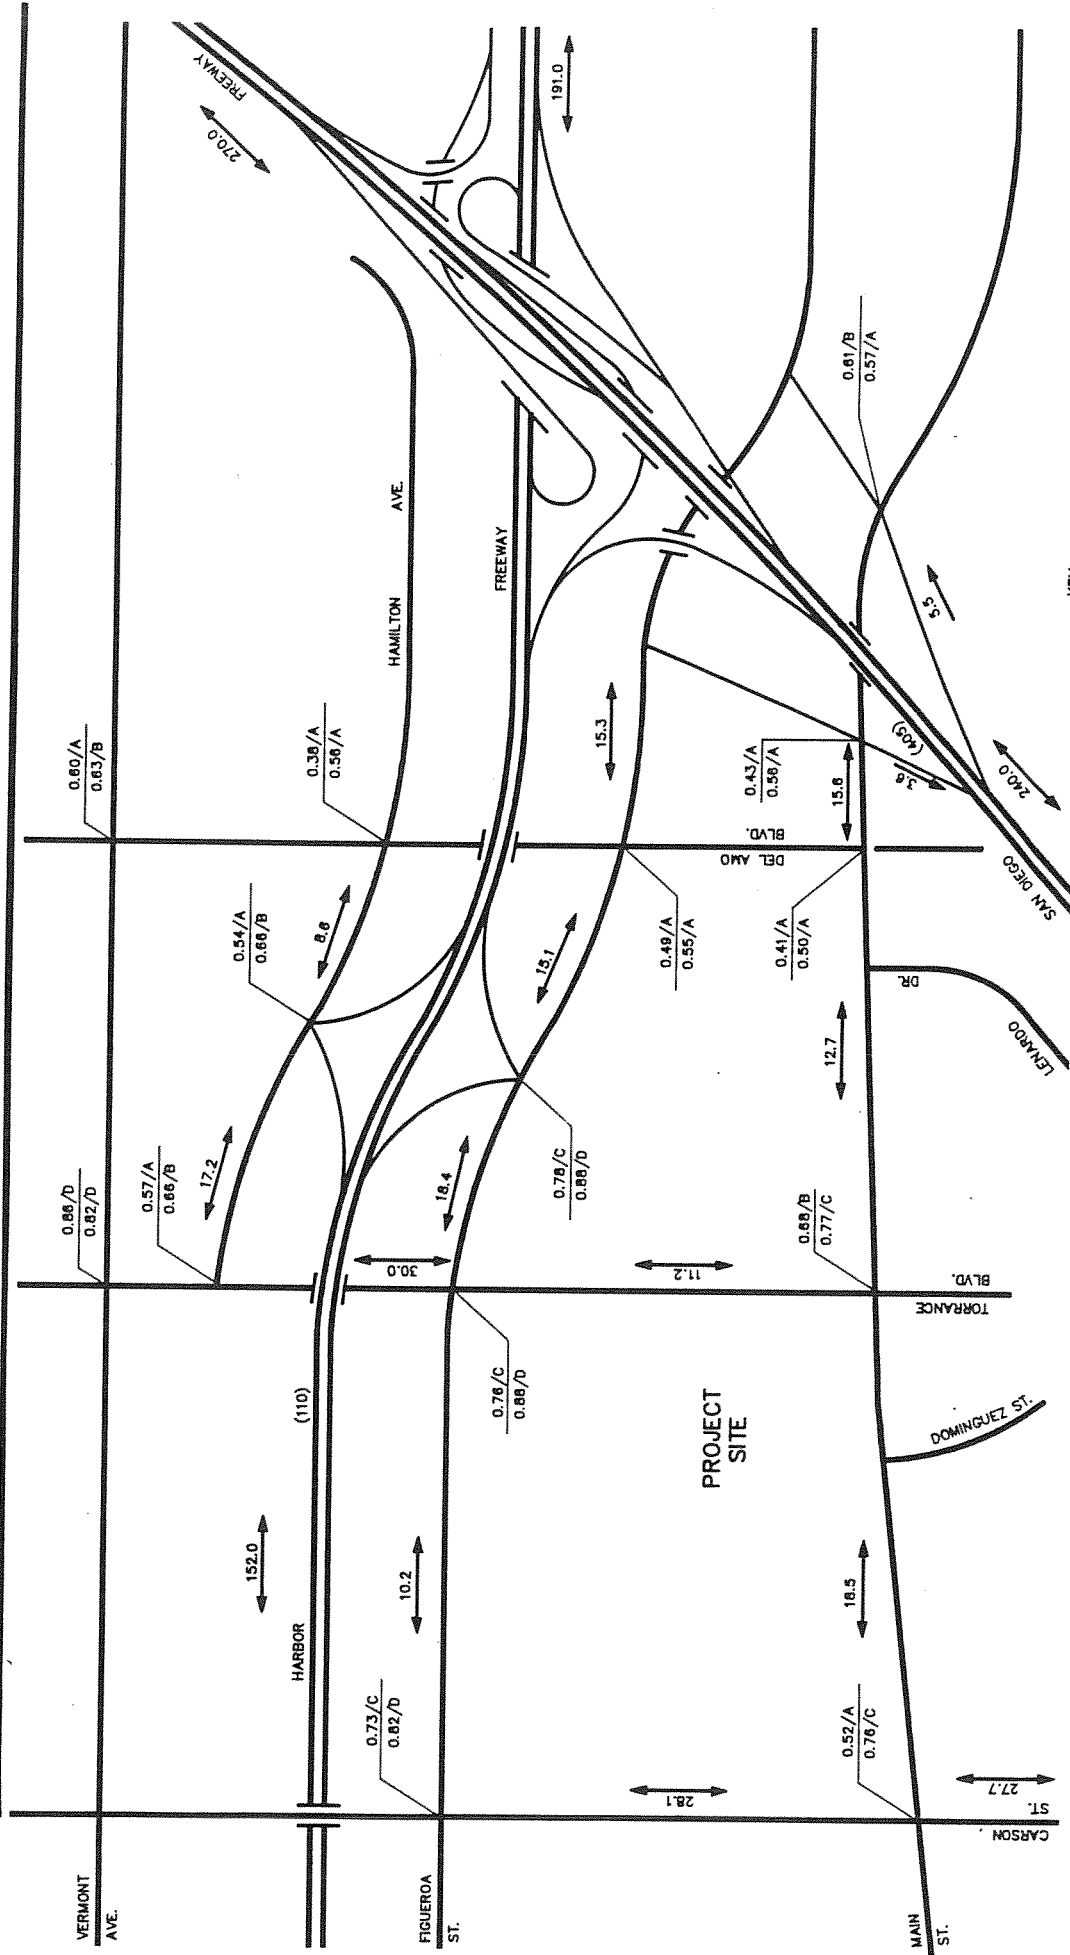 FREEWAY
270.0
191.0
0.61/B
0.57/A
AVE.
HAMILTON
FREEWAY
5.5
0.60/A
0.63/B
0.38/A
0.56/A
15.3
0.43/A
0.56/A
15.6
(405)
3.6
240.0
BLVD.
DEL AMO
SAN DIEGO
0.54/A
0.66/B
8.6
0.49/A
0.55/A
0.41/A
0.50/A
15.1
DR.
LENARDO
12.7
0.86/D
0.82/D
0.57/A
0.66/B
17.2
18.4
0.78/C
0.88/D
0.68/B
0.77/C
30.0
11.2
BLVD.
TORRANCE
(110)
0.76/C
0.88/D
PROJECT
SITE
DOMINGUEZ ST.
152.0
10.2
18.5
HARBOR
0.73/C
0.82/D
0.52/A
0.76/C
28.1
27.7
ST.
CARSON
VERMONT
AVE.
FIGUEROA
ST.
MAIN
ST.